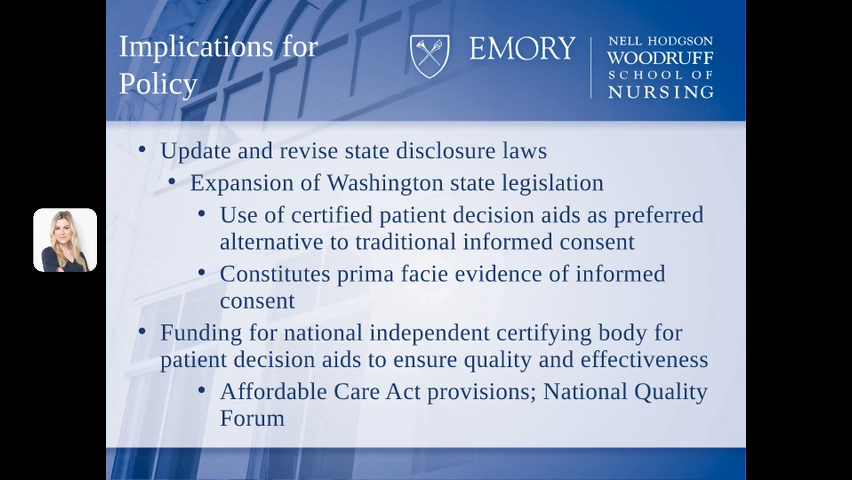 Implications for
Policy
EMORY
NELL HODGSON
WOODRUFF
SCHOOL OF
NURSING
• Update and revise state disclosure laws
• Expansion of Washington state legislation
• Use of certified patient decision aids as preferred
alternative to traditional informed consent
• Constitutes prima facie evidence of informed
consent
• Funding for national independent certifying body for
patient decision aids to ensure quality and effectiveness
• Affordable Care Act provisions; National Quality
Forum